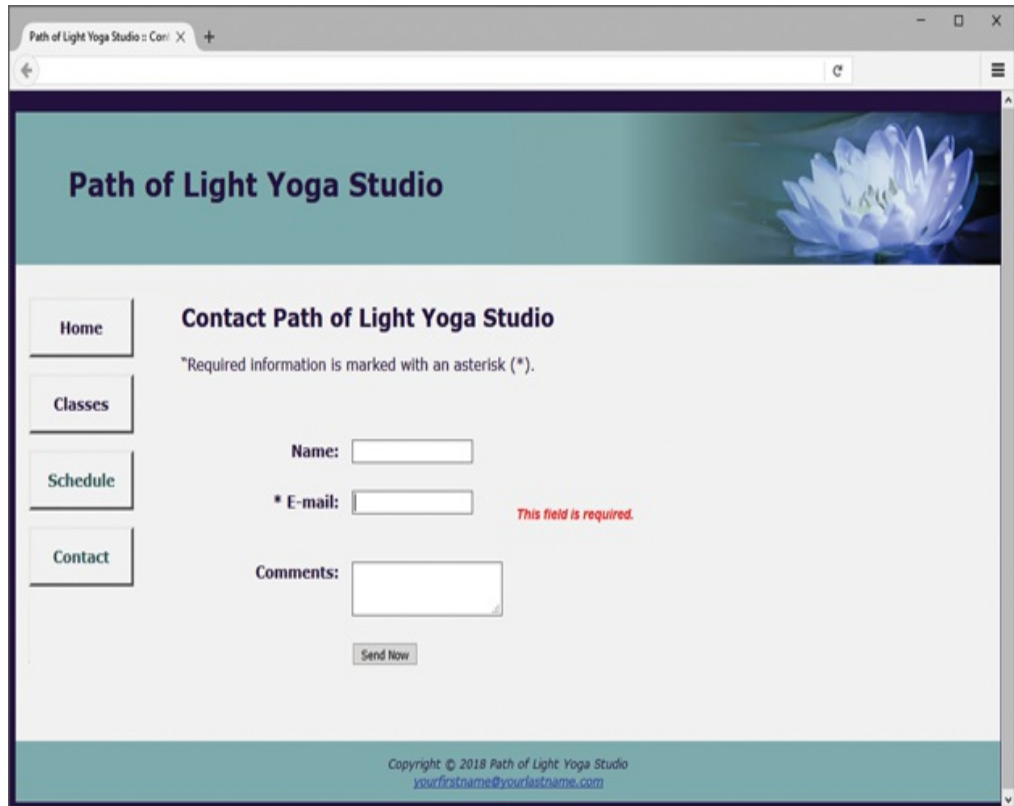 Path of Light Yoga Studio :: Con
Path of Light Yoga Studio
Home
Classes
Schedule
Contact
Contact Path of Light Yoga Studio
“Required information is marked with an asterisk (*).
Name:
* E-mail:
This field is required.
Comments:
Send Now
Copyright © 2018 Path of Light Yoga Studio
yourfirstname@yourlastname.com